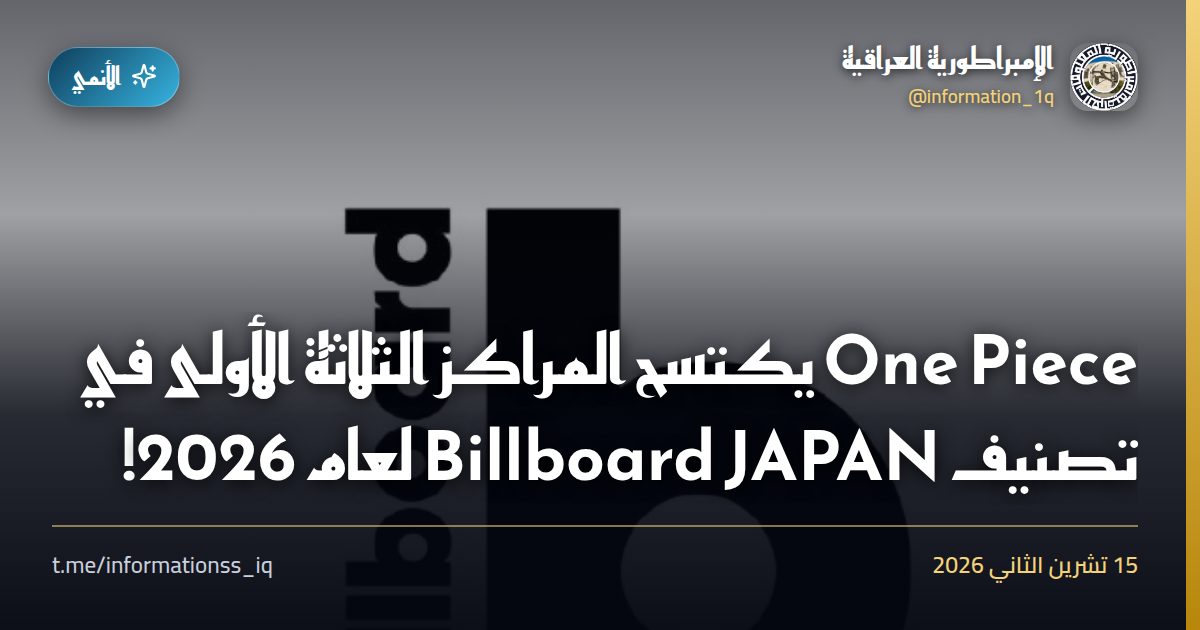 الإمبراطورية العراقية
@information_1q
الأنمي
One Piece يكتسح المراكز الثلاثة الأولى في
تصنيف Billboard JAPAN لعام 2026!
15 تشرين الثاني 2026
t.me/informationss_iq
billboard